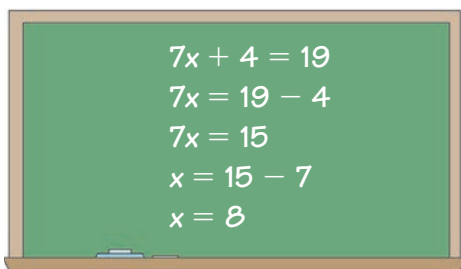 7x + 4 = 19
7x = 19 − 4
7x = 15
x = 15 − 7
x = 8